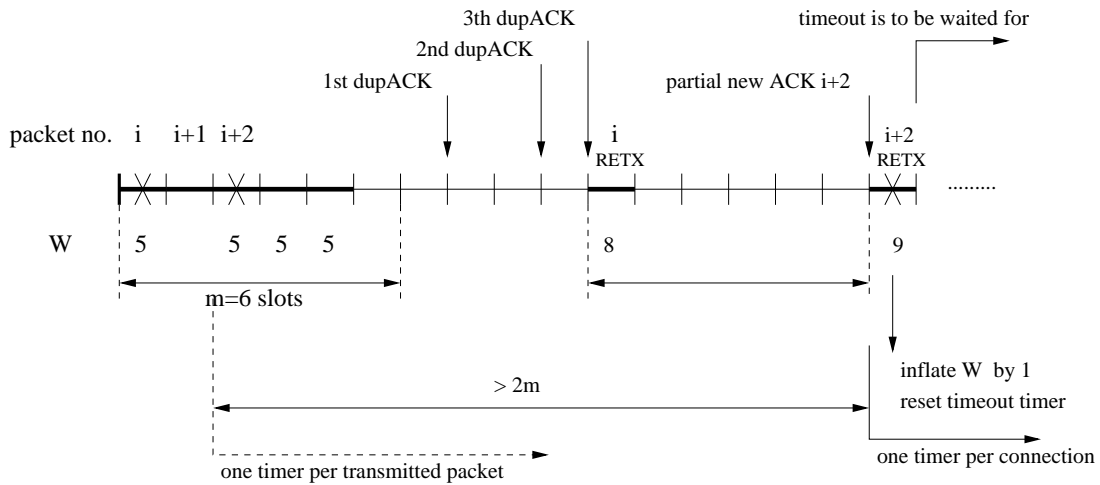 3th dupACK
timeout is to be waited for
2nd dupACK
1st dupACK
partial new ACK i+2
packet no. i i+1 i+2 i i+2
RETX RETX
.........
W 5 5 5 5 8 9
m=6 slots
> 2m
inflate W by 1
reset timeout timer
one timer per transmitted packet
one timer per connection